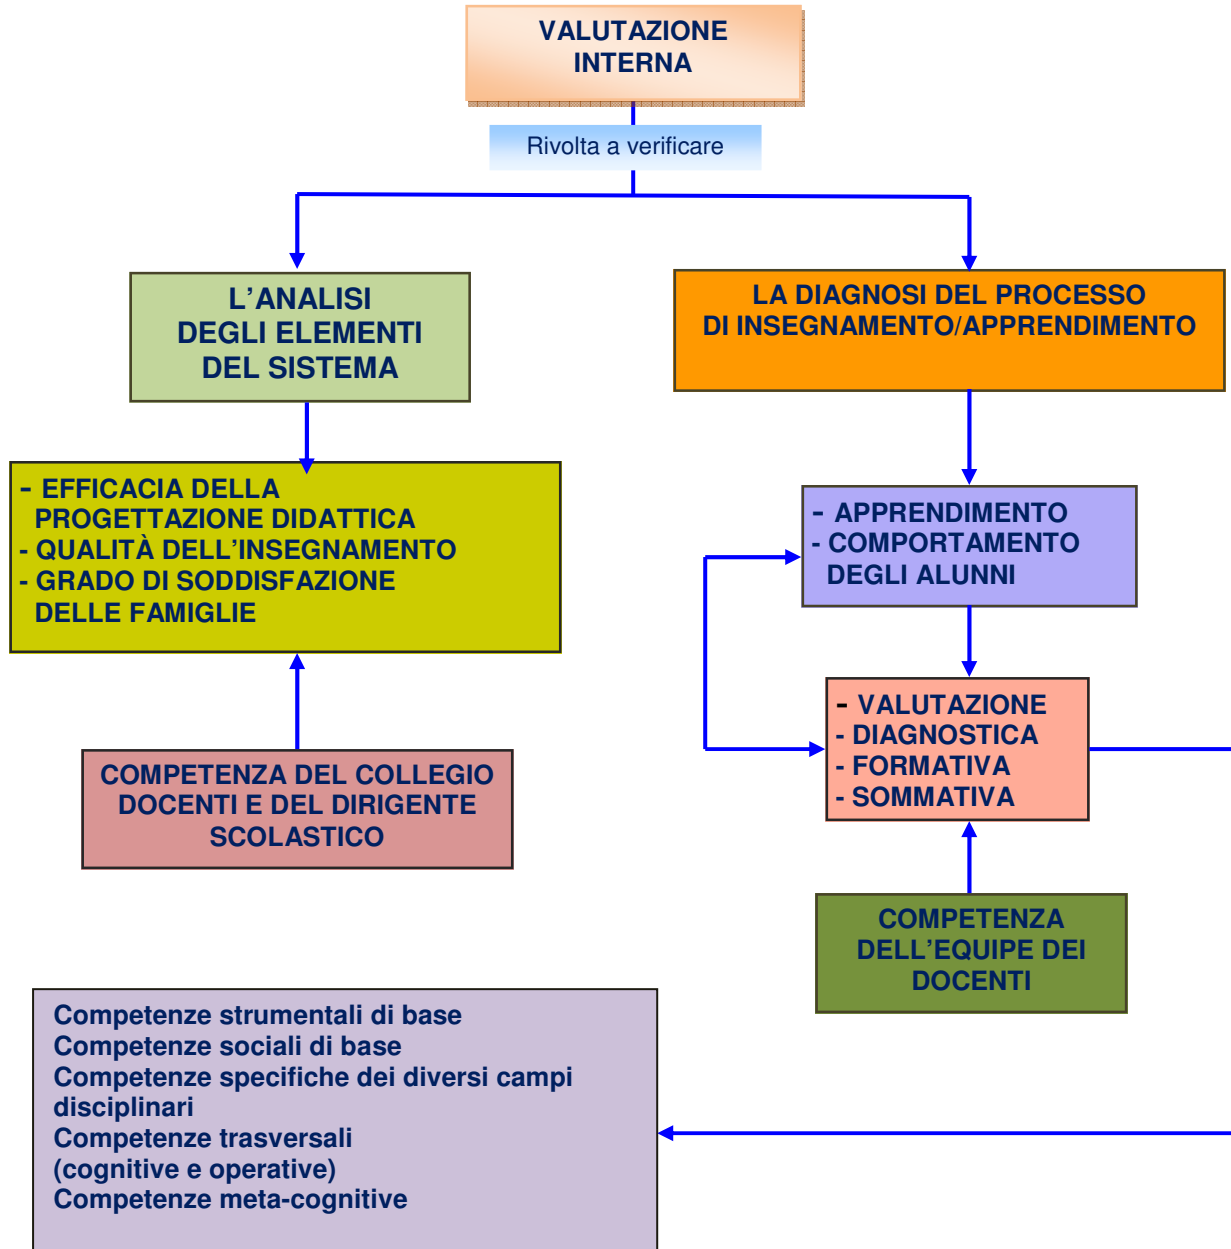 VALUTAZIONE
INTERNA
Rivolta a verificare
L’ANALISI
DEGLI ELEMENTI
DEL SISTEMA
LA DIAGNOSI DEL PROCESSO
DI INSEGNAMENTO/APPRENDIMENTO
- EFFICACIA DELLA
PROGETTAZIONE DIDATTICA
- QUALITÀ DELL’INSEGNAMENTO
- GRADO DI SODDISFAZIONE
DELLE FAMIGLIE
- APPRENDIMENTO
- COMPORTAMENTO
DEGLI ALUNNI
- VALUTAZIONE
- DIAGNOSTICA
- FORMATIVA
- SOMMATIVA
COMPETENZA DEL COLLEGIO
DOCENTI E DEL DIRIGENTE
SCOLASTICO
COMPETENZA
DELL’EQUIPE DEI
DOCENTI
Competenze strumentali di base
Competenze sociali di base
Competenze specifiche dei diversi campi
disciplinari
Competenze trasversali
(cognitive e operative)
Competenze meta-cognitive